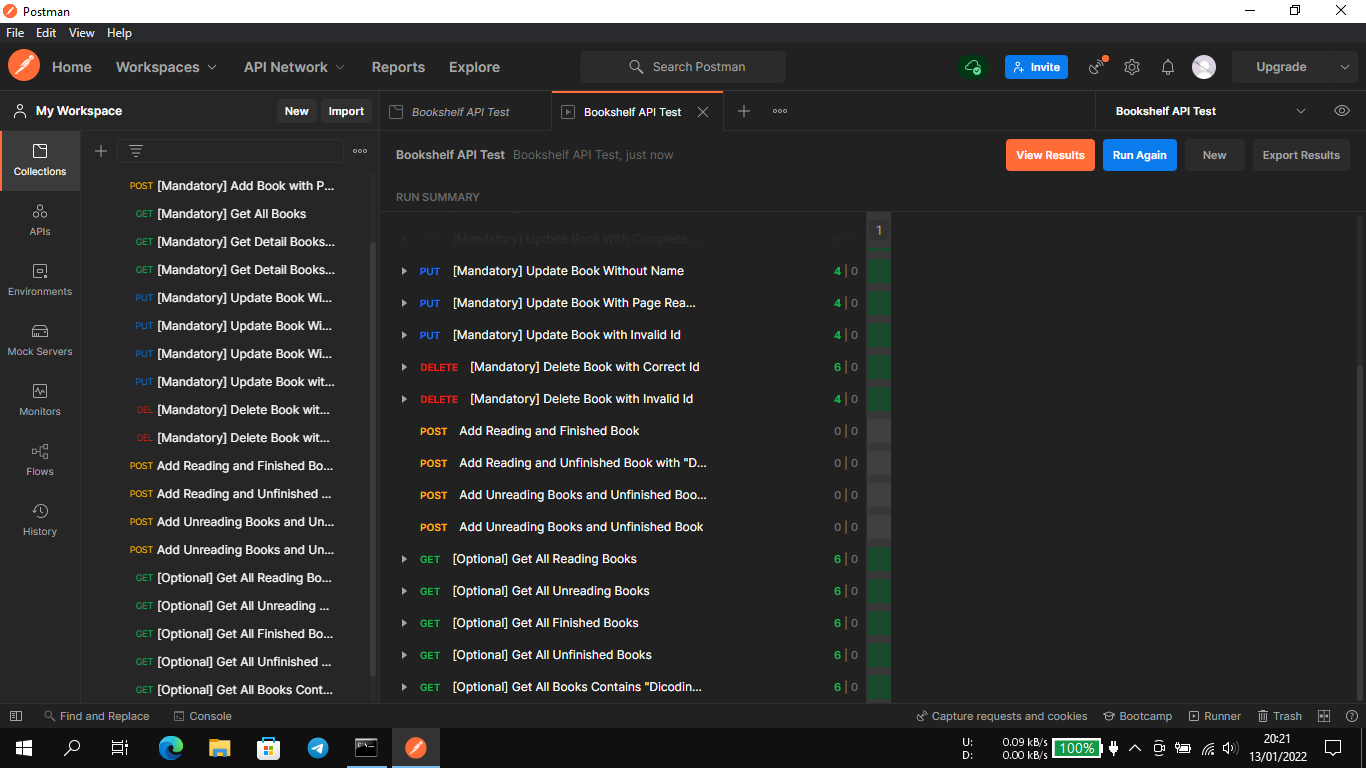 Postman
File Edit View Help
Home Workspaces API Network Reports Explore Search Postman Invite Upgrade
My Workspace New Import Bookshelf API Test Bookshelf API Test Bookshelf API Test
Collections
APIs
Environments
Mock Servers
Monitors
Flows
History
POST [Mandatory] Add Book with P...
GET [Mandatory] Get All Books
GET [Mandatory] Get Detail Books...
GET [Mandatory] Get Detail Books...
PUT [Mandatory] Update Book Wi...
PUT [Mandatory] Update Book Wi...
PUT [Mandatory] Update Book Wi...
PUT [Mandatory] Update Book wit...
DEL [Mandatory] Delete Book wit...
DEL [Mandatory] Delete Book wit...
POST Add Reading and Finished Bo...
POST Add Reading and Unfinished ...
POST Add Unreading Books and Un...
POST Add Unreading Books and Un...
GET [Optional] Get All Reading Bo...
GET [Optional] Get All Unreading ...
GET [Optional] Get All Finished Bo...
GET [Optional] Get All Unfinished ...
GET [Optional] Get All Books Cont...
Bookshelf API Test Bookshelf API Test, just now View Results Run Again New Export Results
RUN SUMMARY
1
[Mandatory] Update Book With Complete ...
PUT [Mandatory] Update Book Without Name 4 | 0
PUT [Mandatory] Update Book With Page Rea... 4 | 0
PUT [Mandatory] Update Book with Invalid Id 4 | 0
DELETE [Mandatory] Delete Book with Correct Id 6 | 0
DELETE [Mandatory] Delete Book with Invalid Id 4 | 0
POST Add Reading and Finished Book 0 | 0
POST Add Reading and Unfinished Book with "D... 0 | 0
POST Add Unreading Books and Unfinished Boo... 0 | 0
POST Add Unreading Books and Unfinished Book 0 | 0
GET [Optional] Get All Reading Books 6 | 0
GET [Optional] Get All Unreading Books 6 | 0
GET [Optional] Get All Finished Books 6 | 0
GET [Optional] Get All Unfinished Books 6 | 0
GET [Optional] Get All Books Contains "Dicodin... 6 | 0
Find and Replace Console Capture requests and cookies Bootcamp Runner Trash
U: 0.09 kB/s
D: 0.00 kB/s
100%
20:21
13/01/2022